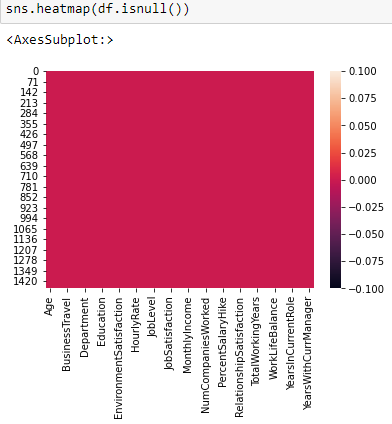 sns.heatmap(df.isnull())
<AxesSubplot:>
0
71
142
213
284
355
426
497
568
639
710
781
852
923
994
1065
1136
1207
1278
1349
1420
0.100
0.075
0.050
0.025
0.000
−0.025
−0.050
−0.075
−0.100
Age
BusinessTravel
Department
Education
EnvironmentSatisfaction
HourlyRate
JobLevel
JobSatisfaction
MonthlyIncome
NumCompaniesWorked
PercentSalaryHike
RelationshipSatisfaction
TotalWorkingYears
WorkLifeBalance
YearsInCurrentRole
YearsWithCurrManager